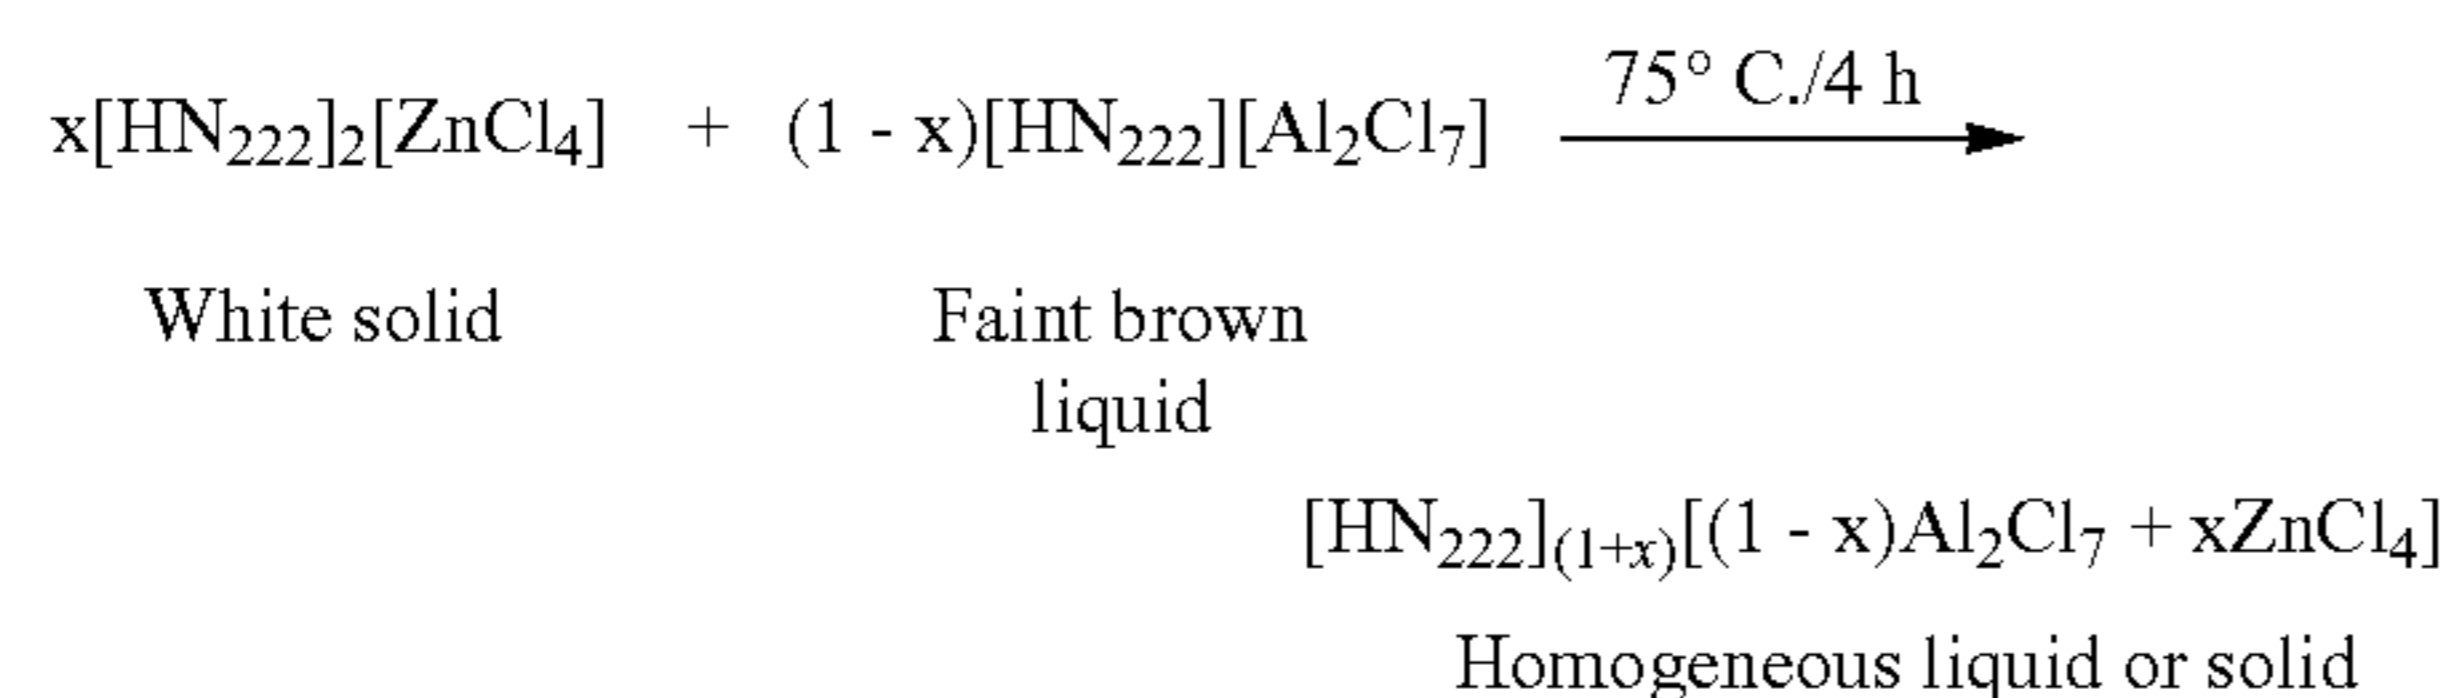 75° C./4 h
x[HN₂₂₂]₂[ZnCl₄] + (1 - x)[HN₂₂₂][Al₂Cl₇]
White solid Faint brown
liquid
[HN₂₂₂]₍₁₊ₓ₎[(1 - x)Al₂Cl₇ + xZnCl₄]
Homogeneous liquid or solid